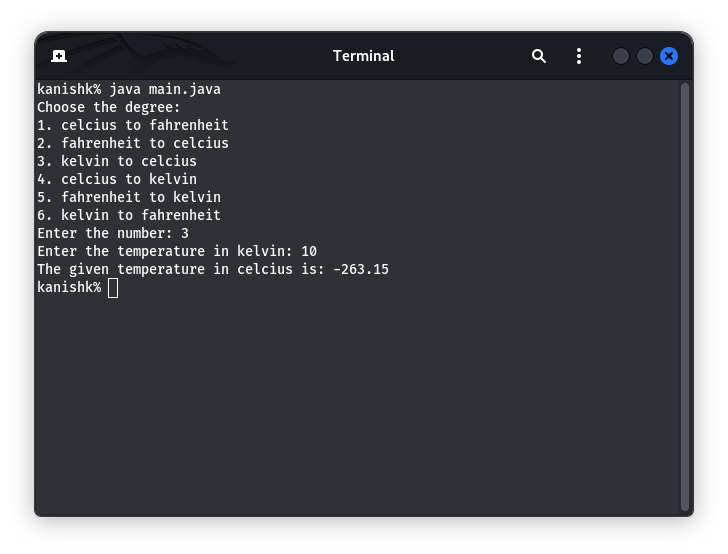 Terminal
kanishk% java main.java
Choose the degree:
1. celcius to fahrenheit
2. fahrenheit to celcius
3. kelvin to celcius
4. celcius to kelvin
5. fahrenheit to kelvin
6. kelvin to fahrenheit
Enter the number: 3
Enter the temperature in kelvin: 10
The given temperature in celcius is: -263.15
kanishk%